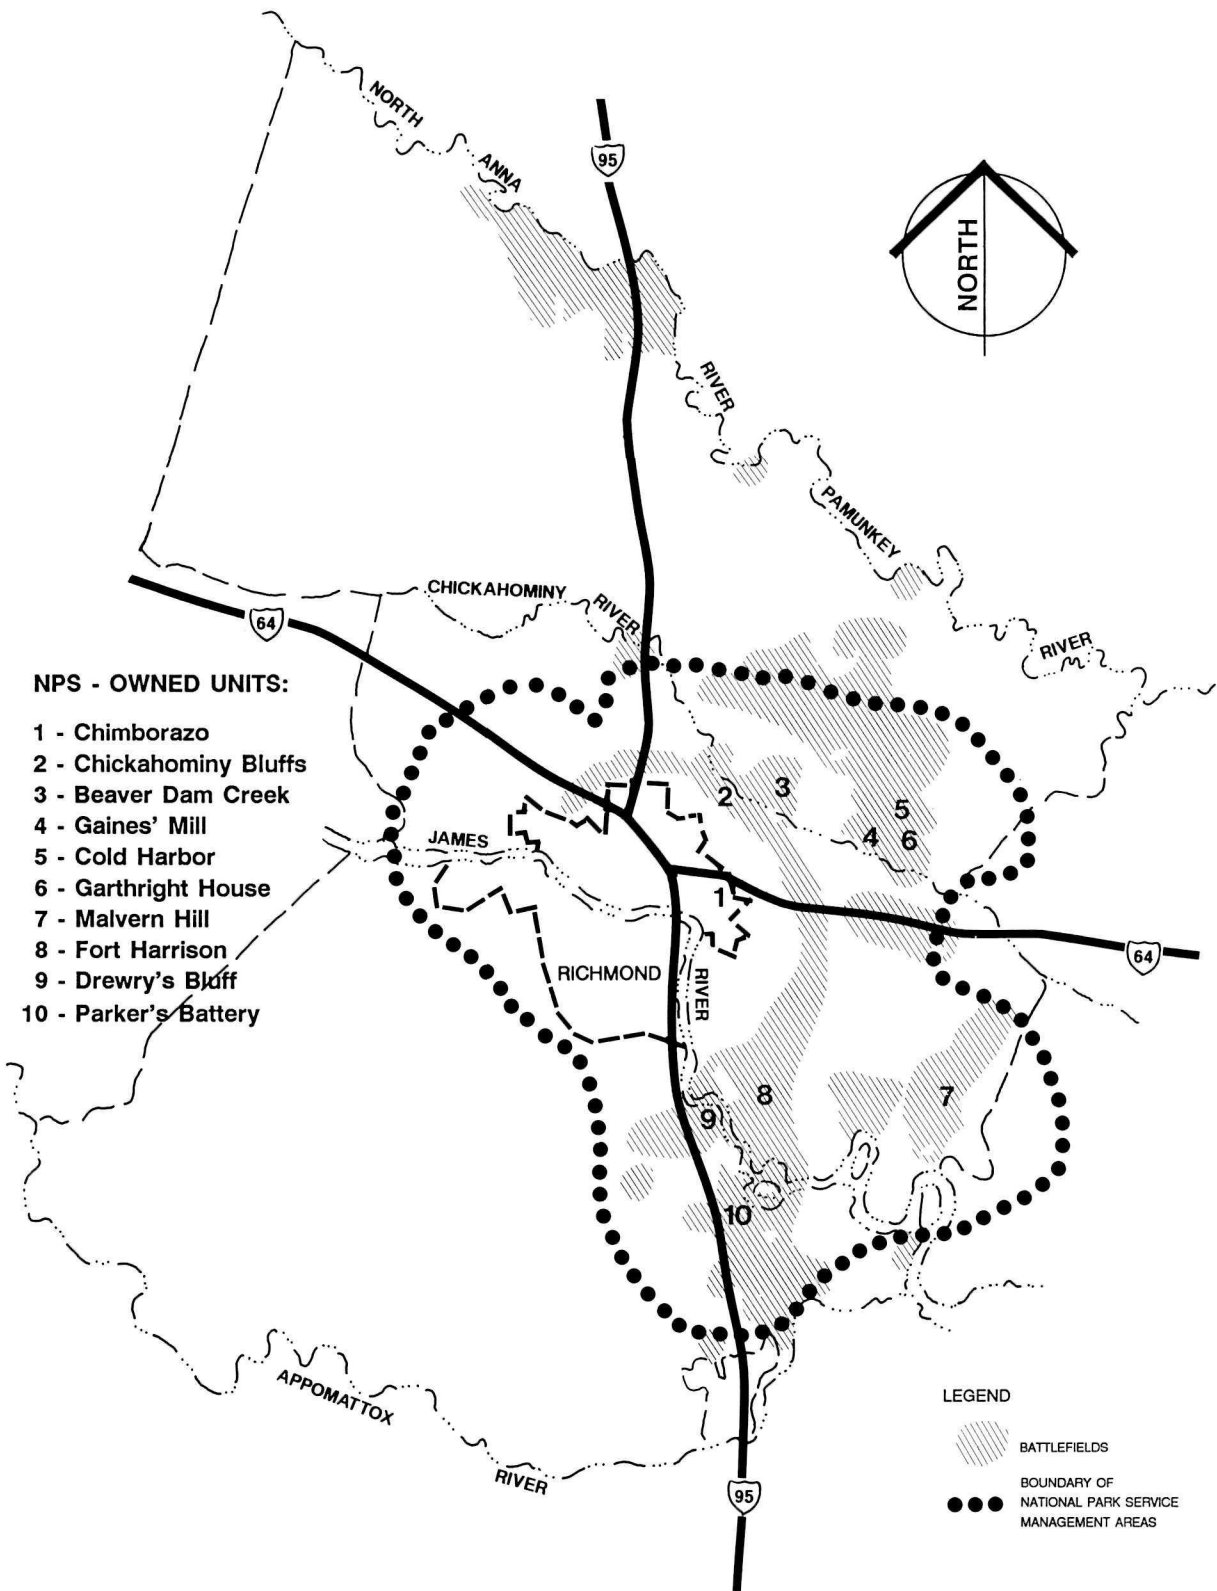 NORTH
ANNA
95
NORTH
RIVER
PAMUNKEY
CHICKAHOMINY
RIVER
64
RIVER
NPS - OWNED UNITS:
1 - Chimborazo
2 - Chickahominy Bluffs
3 - Beaver Dam Creek
4 - Gaines' Mill
5 - Cold Harbor
6 - Garthright House
7 - Malvern Hill
8 - Fort Harrison
9 - Drewry's Bluff
10 - Parker's Battery
2
3
5
JAMES
4
6
1
64
RICHMOND
RIVER
8
7
9
10
APPOMATTOX
RIVER
95
LEGEND
BATTLEFIELDS
BOUNDARY OF
NATIONAL PARK SERVICE
MANAGEMENT AREAS